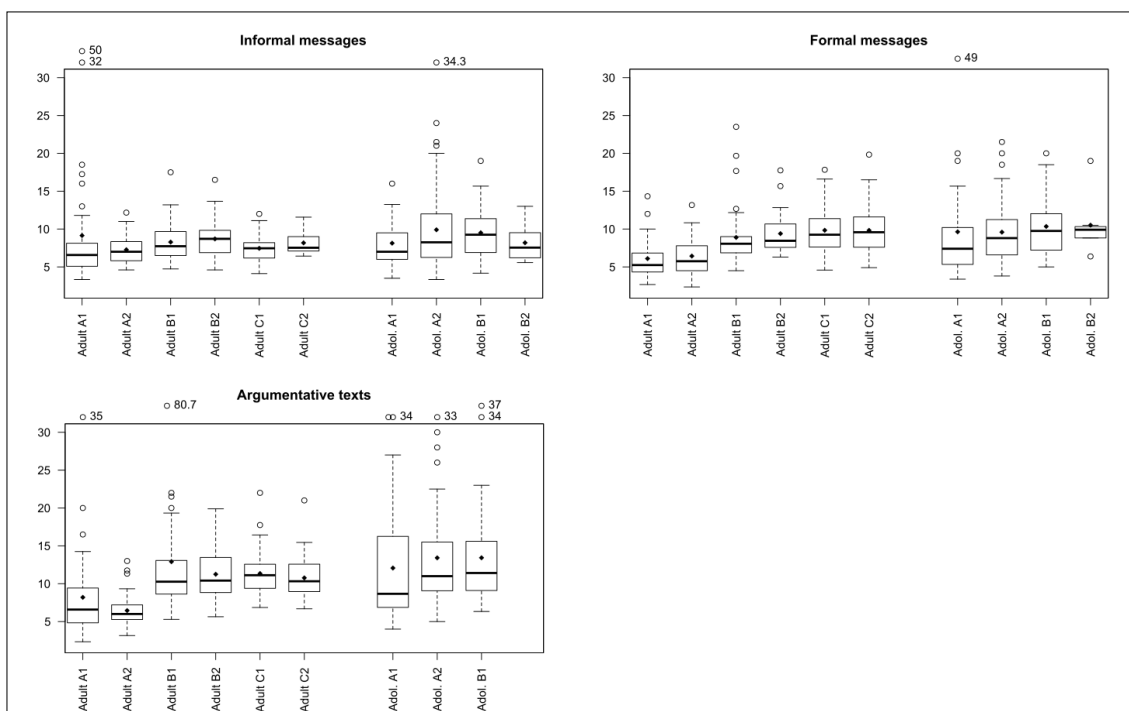 Informal messages
50
32
34.3
30
25
20
15
10
5
Adult A1
Adult A2
Adult B1
Adult B2
Adult C1
Adult C2
Adol. A1
Adol. A2
Adol. B1
Adol. B2
Formal messages
49
30
25
20
15
10
5
Adult A1
Adult A2
Adult B1
Adult B2
Adult C1
Adult C2
Adol. A1
Adol. A2
Adol. B1
Adol. B2
Argumentative texts
35
80.7
34
33
37
34
30
25
20
15
10
5
Adult A1
Adult A2
Adult B1
Adult B2
Adult C1
Adult C2
Adol. A1
Adol. A2
Adol. B1